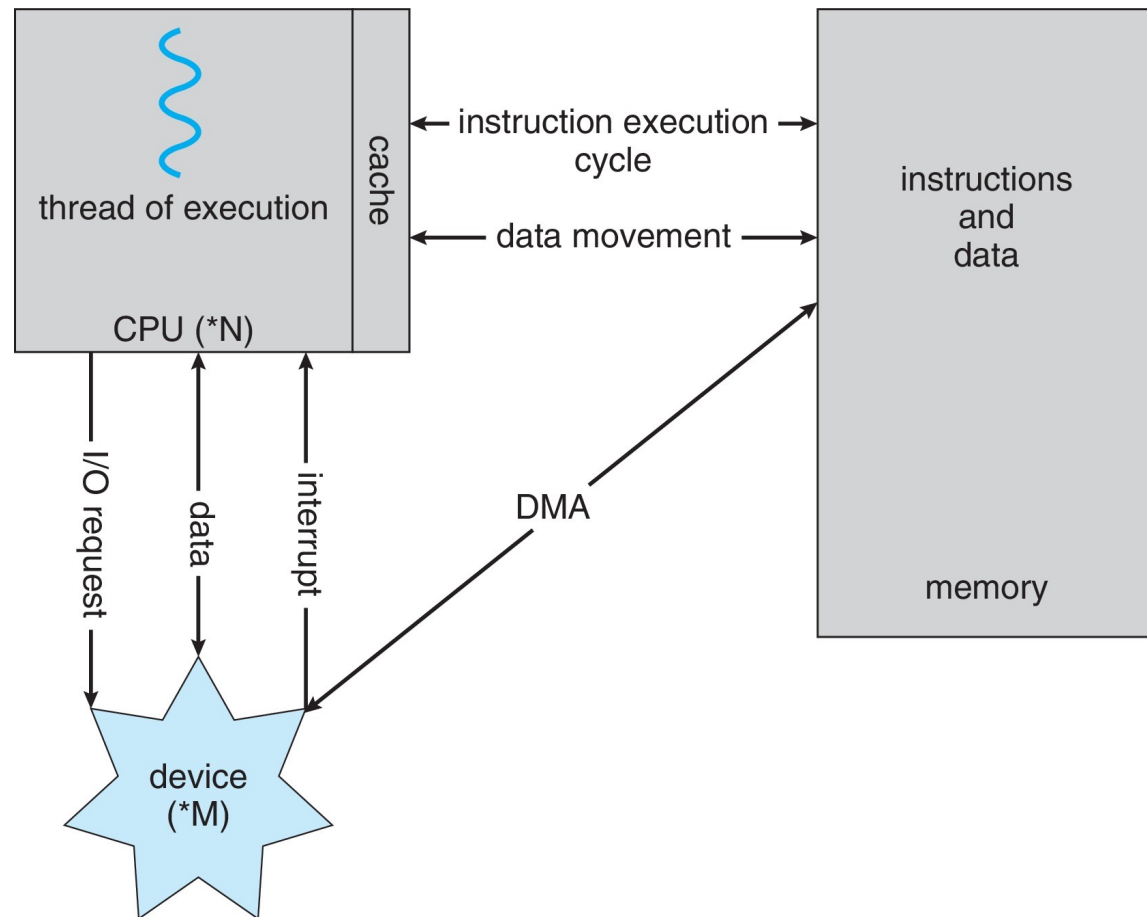 thread of execution
CPU (*N)
cache
instruction execution
cycle
data movement
instructions
and
data
memory
I/O request
data
interrupt
DMA
device
(*M)